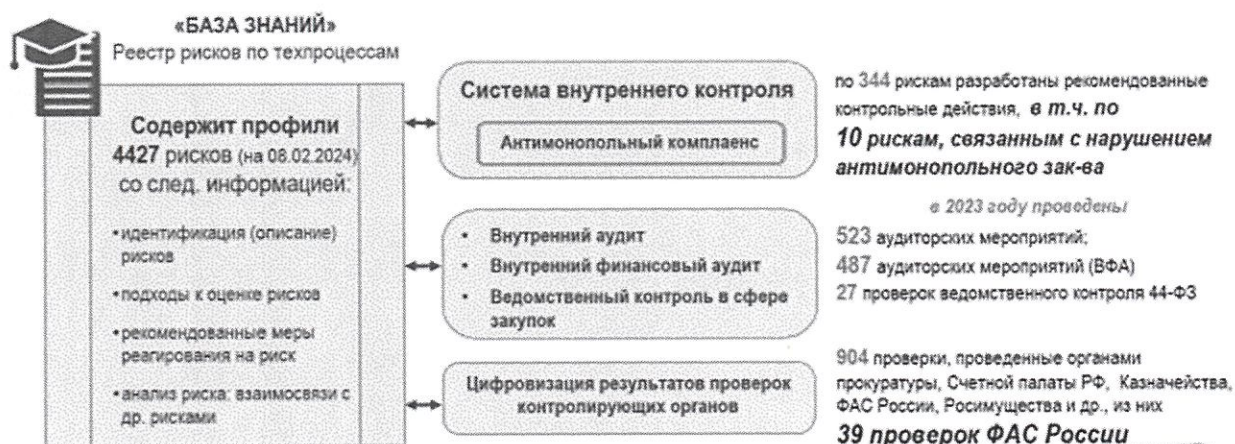 «БАЗА ЗНАНИЙ»
Реестр рисков по техпроцессам
Содержит профили
4427 рисков (на 08.02.2024)
со след. информацией:
•идентификация (описание)
рисков
•подходы к оценке рисков
•рекомендованные меры
реагирования на риск
•анализ риска: взаимосвязи с
др. рисками
Система внутреннего контроля
Антимонопольный комплаенс
• Внутренний аудит
• Внутренний финансовый аудит
• Ведомственный контроль в сфере
закупок
Цифровизация результатов проверок
контролирующих органов
по 344 рискам разработаны рекомендованные
контрольные действия, в т.ч. по
10 рискам, связанным с нарушением
антимонопольного зак-ва
в 2023 году проведены
523 аудиторских мероприятий;
487 аудиторских мероприятий (ВФА)
27 проверок ведомственного контроля 44-ФЗ
904 проверки, проведенные органами
прокуратуры, Счетной палаты РФ, Казначейства,
ФАС России, Росимущества и др., из них
39 проверок ФАС России